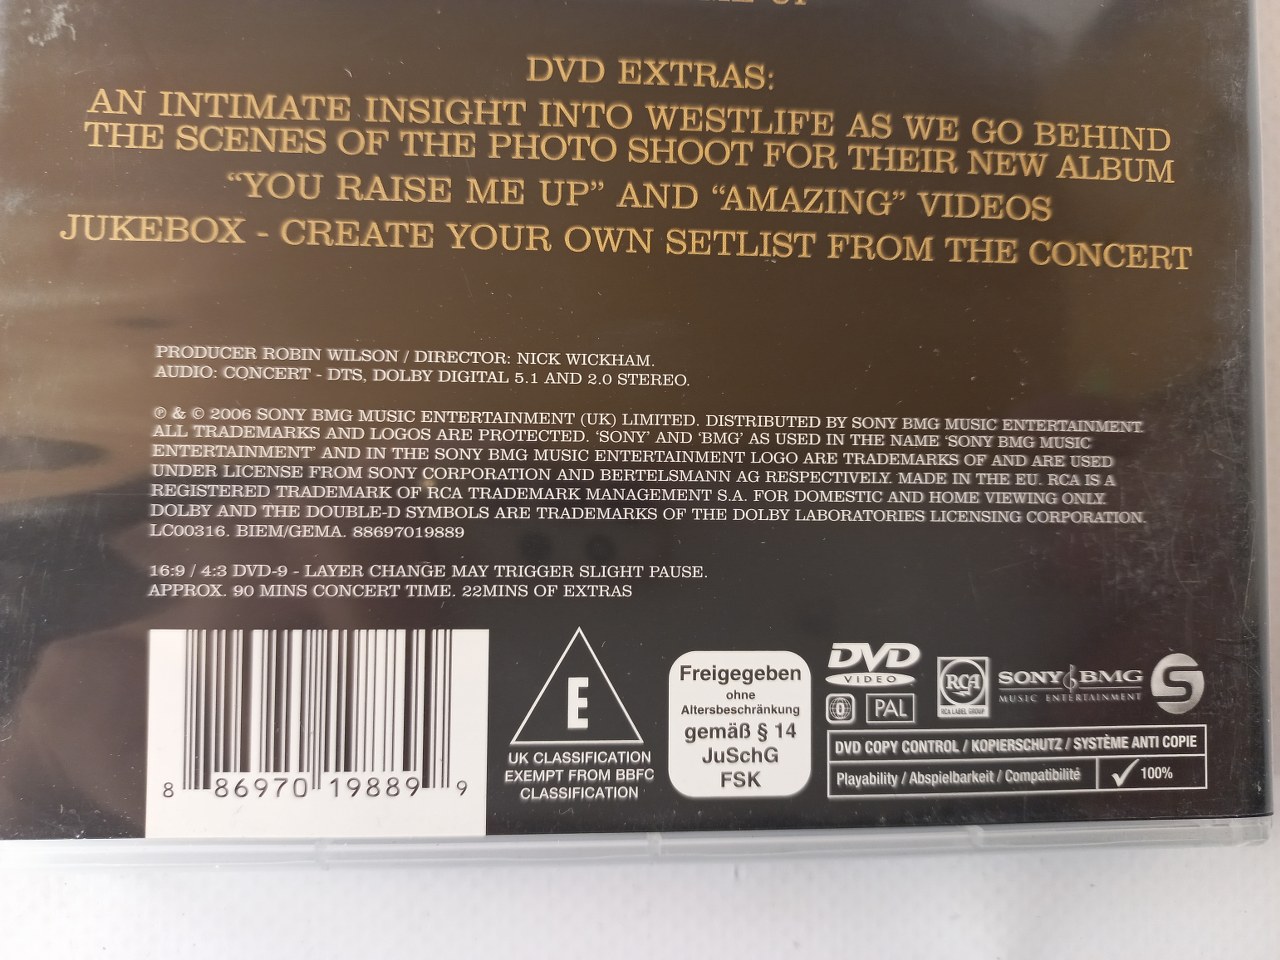 DVD EXTRAS:
AN INTIMATE INSIGHT INTO WESTLIFE AS WE GO BEHIND
THE SCENES OF THE PHOTO SHOOT FOR THEIR NEW ALBUM
“YOU RAISE ME UP” AND “AMAZING” VIDEOS
JUKEBOX - CREATE YOUR OWN SETLIST FROM THE CONCERT
PRODUCER ROBIN WILSON / DIRECTOR: NICK WICKHAM.
AUDIO: CONCERT - DTS, DOLBY DIGITAL 5.1 AND 2.0 STEREO.
℗ & © 2006 SONY BMG MUSIC ENTERTAINMENT (UK) LIMITED. DISTRIBUTED BY SONY BMG MUSIC ENTERTAINMENT.
ALL TRADEMARKS AND LOGOS ARE PROTECTED. ‘SONY’ AND ‘BMG’ AS USED IN THE NAME ‘SONY BMG MUSIC
ENTERTAINMENT’ AND IN THE SONY BMG MUSIC ENTERTAINMENT LOGO ARE TRADEMARKS OF AND ARE USED
UNDER LICENSE FROM SONY CORPORATION AND BERTELSMANN AG RESPECTIVELY. MADE IN THE EU. RCA IS A
REGISTERED TRADEMARK OF RCA TRADEMARK MANAGEMENT S.A. FOR DOMESTIC AND HOME VIEWING ONLY.
DOLBY AND THE DOUBLE-D SYMBOLS ARE TRADEMARKS OF THE DOLBY LABORATORIES LICENSING CORPORATION.
LC00316. BIEM/GEMA. 88697019889
16:9 / 4:3 DVD-9 - LAYER CHANGE MAY TRIGGER SLIGHT PAUSE.
APPROX. 90 MINS CONCERT TIME. 22MINS OF EXTRAS
8 86970 19889 9
E
UK CLASSIFICATION
EXEMPT FROM BBFC
CLASSIFICATION
Freigegeben
ohne
Altersbeschränkung
gemäß § 14
JuSchG
FSK
DVD
VIDEO
0
PAL
RCA
RCA LABEL GROUP
SONY BMG
MUSIC ENTERTAINMENT
S
DVD COPY CONTROL / KOPIERSCHUTZ / SYSTÈME ANTI COPIE
Playability / Abspielbarkeit / Compatibilité
100%